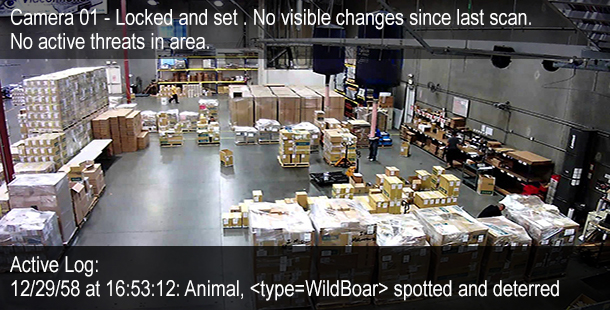 Camera 01 - Locked and set . No visible changes since last scan.
No active threats in area.
Active Log:
12/29/58 at 16:53:12: Animal, <type=WildBoar> spotted and deterred